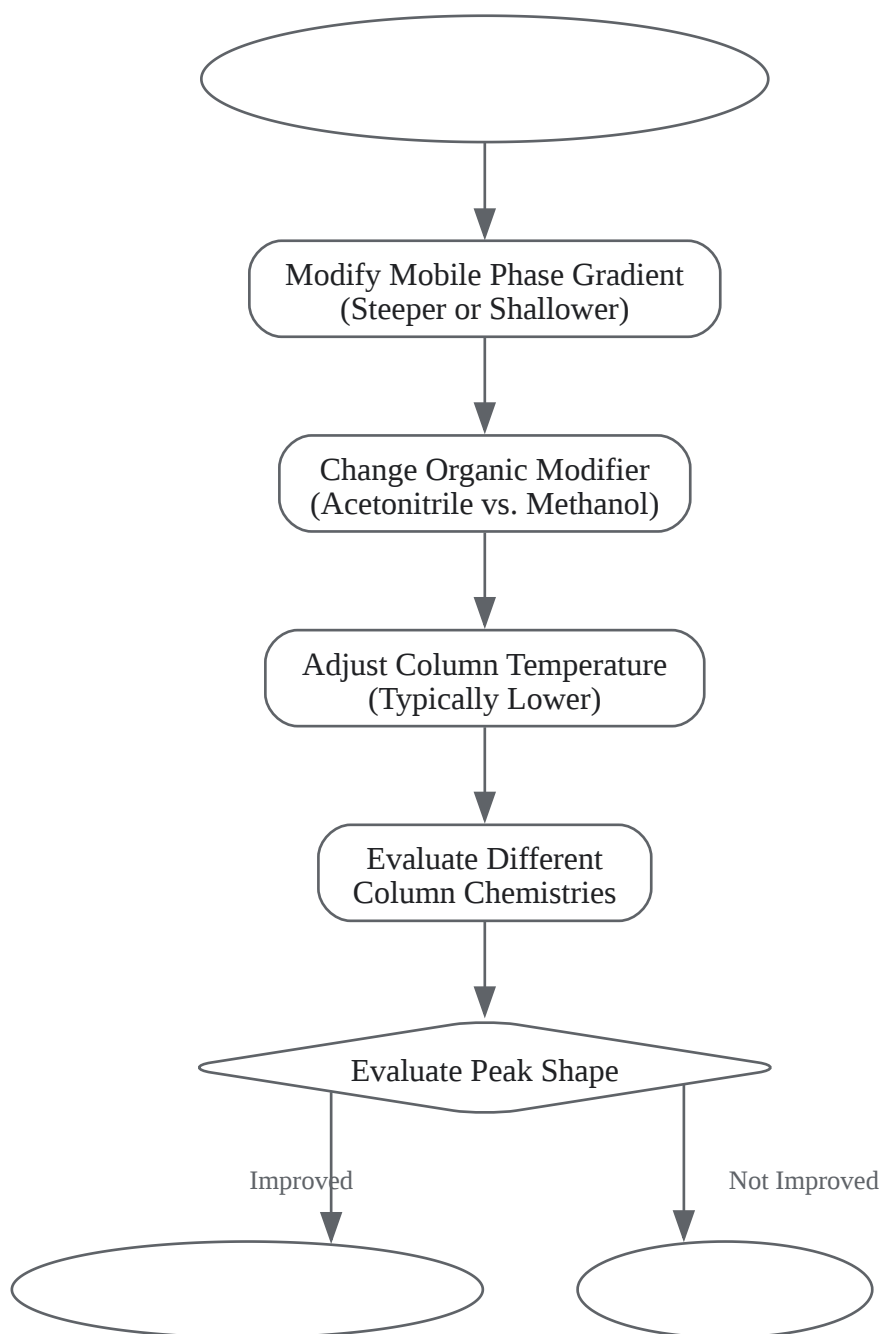 Modify Mobile Phase Gradient
(Steeper or Shallower)
Change Organic Modifier
(Acetonitrile vs. Methanol)
Adjust Column Temperature
(Typically Lower)
Evaluate Different
Column Chemistries
Evaluate Peak Shape
Improved
Not Improved